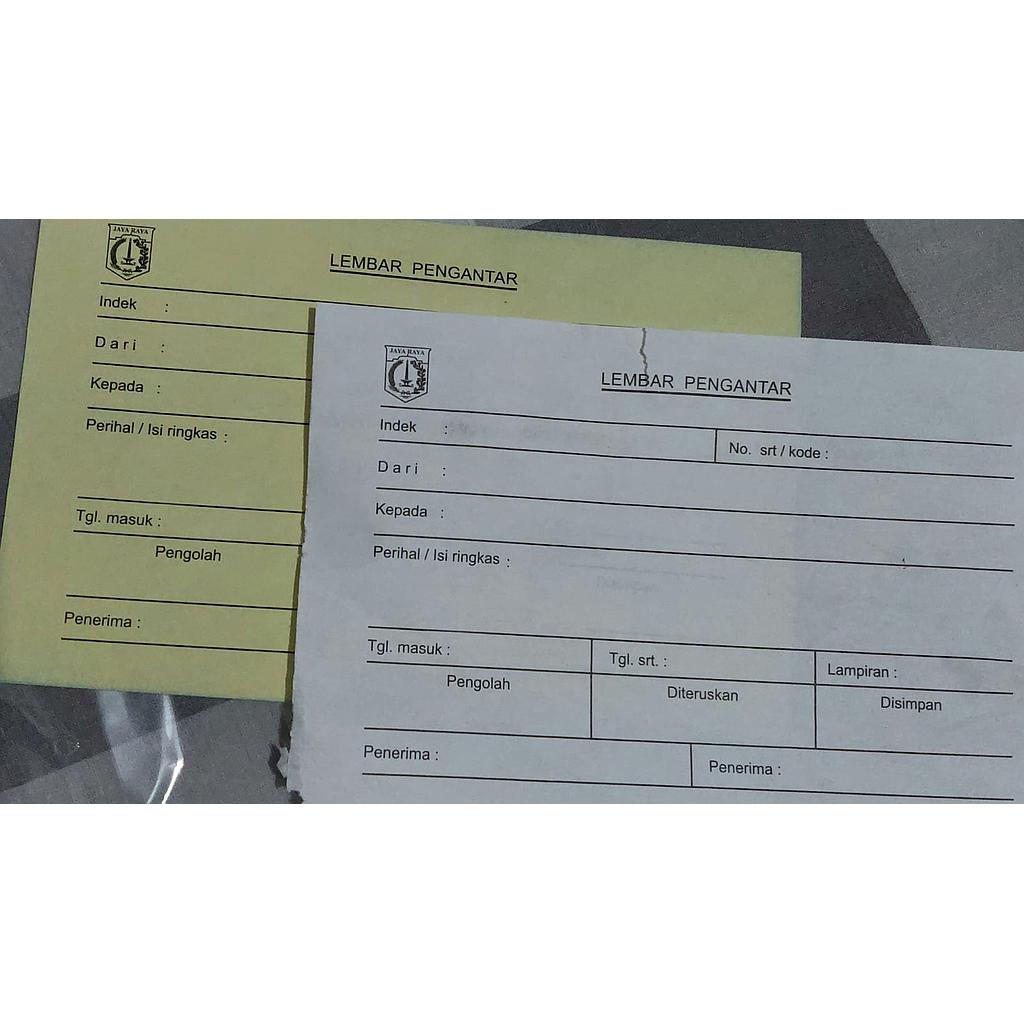 JAYA RAYA
LEMBAR PENGANTAR
Indek :
Dari :
Kepada :
Perihal / Isi ringkas :
Tgl. masuk :
Pengolah
Penerima :
JAYA RAYA
LEMBAR PENGANTAR
Indek : No. srt / kode :
Dari :
Kepada :
Perihal / Isi ringkas :
Tgl. masuk : Tgl. srt. : Lampiran :
Pengolah Diteruskan Disimpan
Penerima : Penerima :